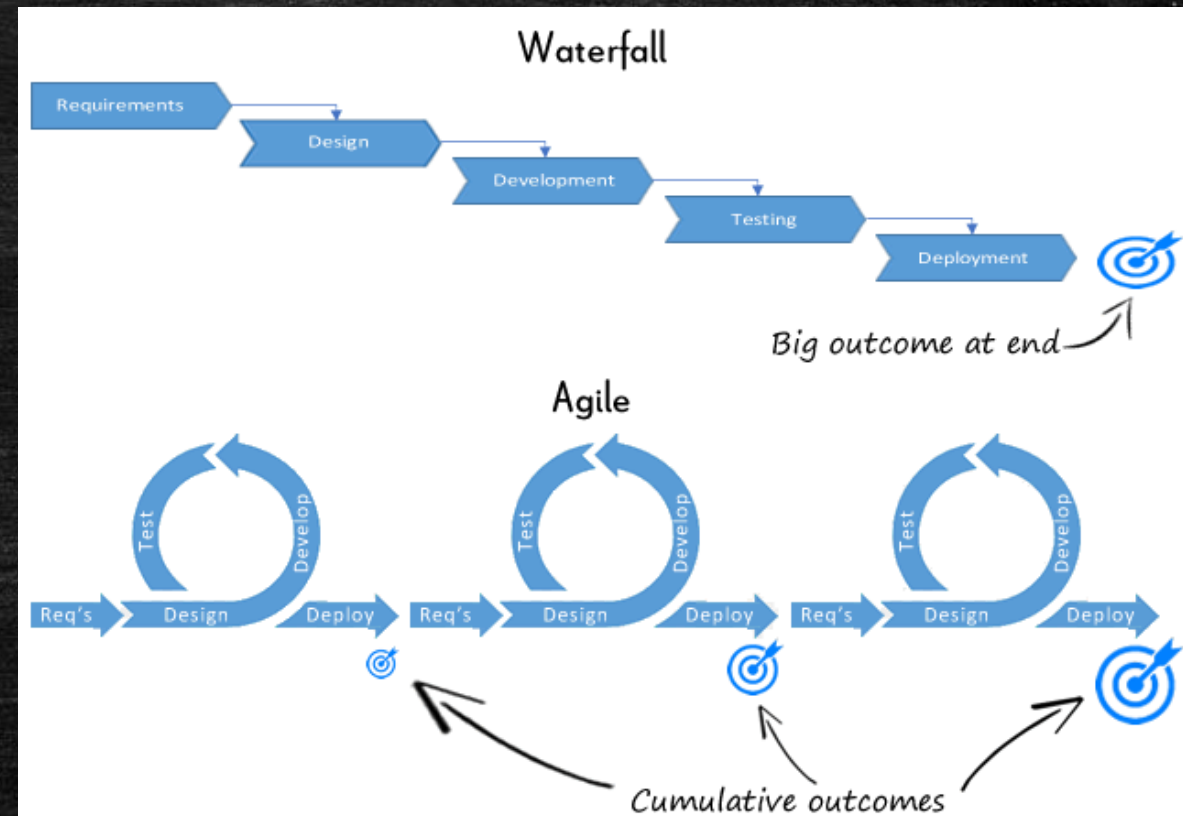 Waterfall
Requirements
Design
Development
Testing
Deployment
Big outcome at end
Agile
Test
Develop
Req's
Design
Deploy
Test
Develop
Req's
Design
Deploy
Test
Develop
Req's
Design
Deploy
Cumulative outcomes